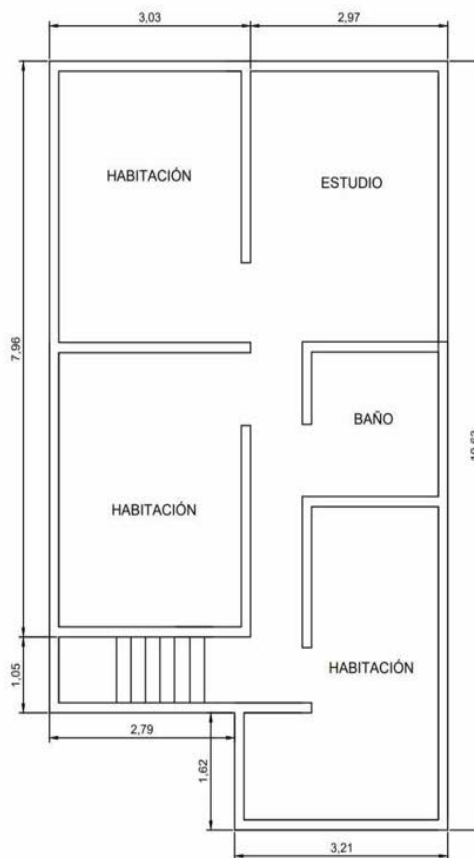 3,03
2,97
HABITACIÓN
ESTUDIO
7,96
BAÑO
HABITACIÓN
HABITACIÓN
1,05
2,79
1,62
3,21